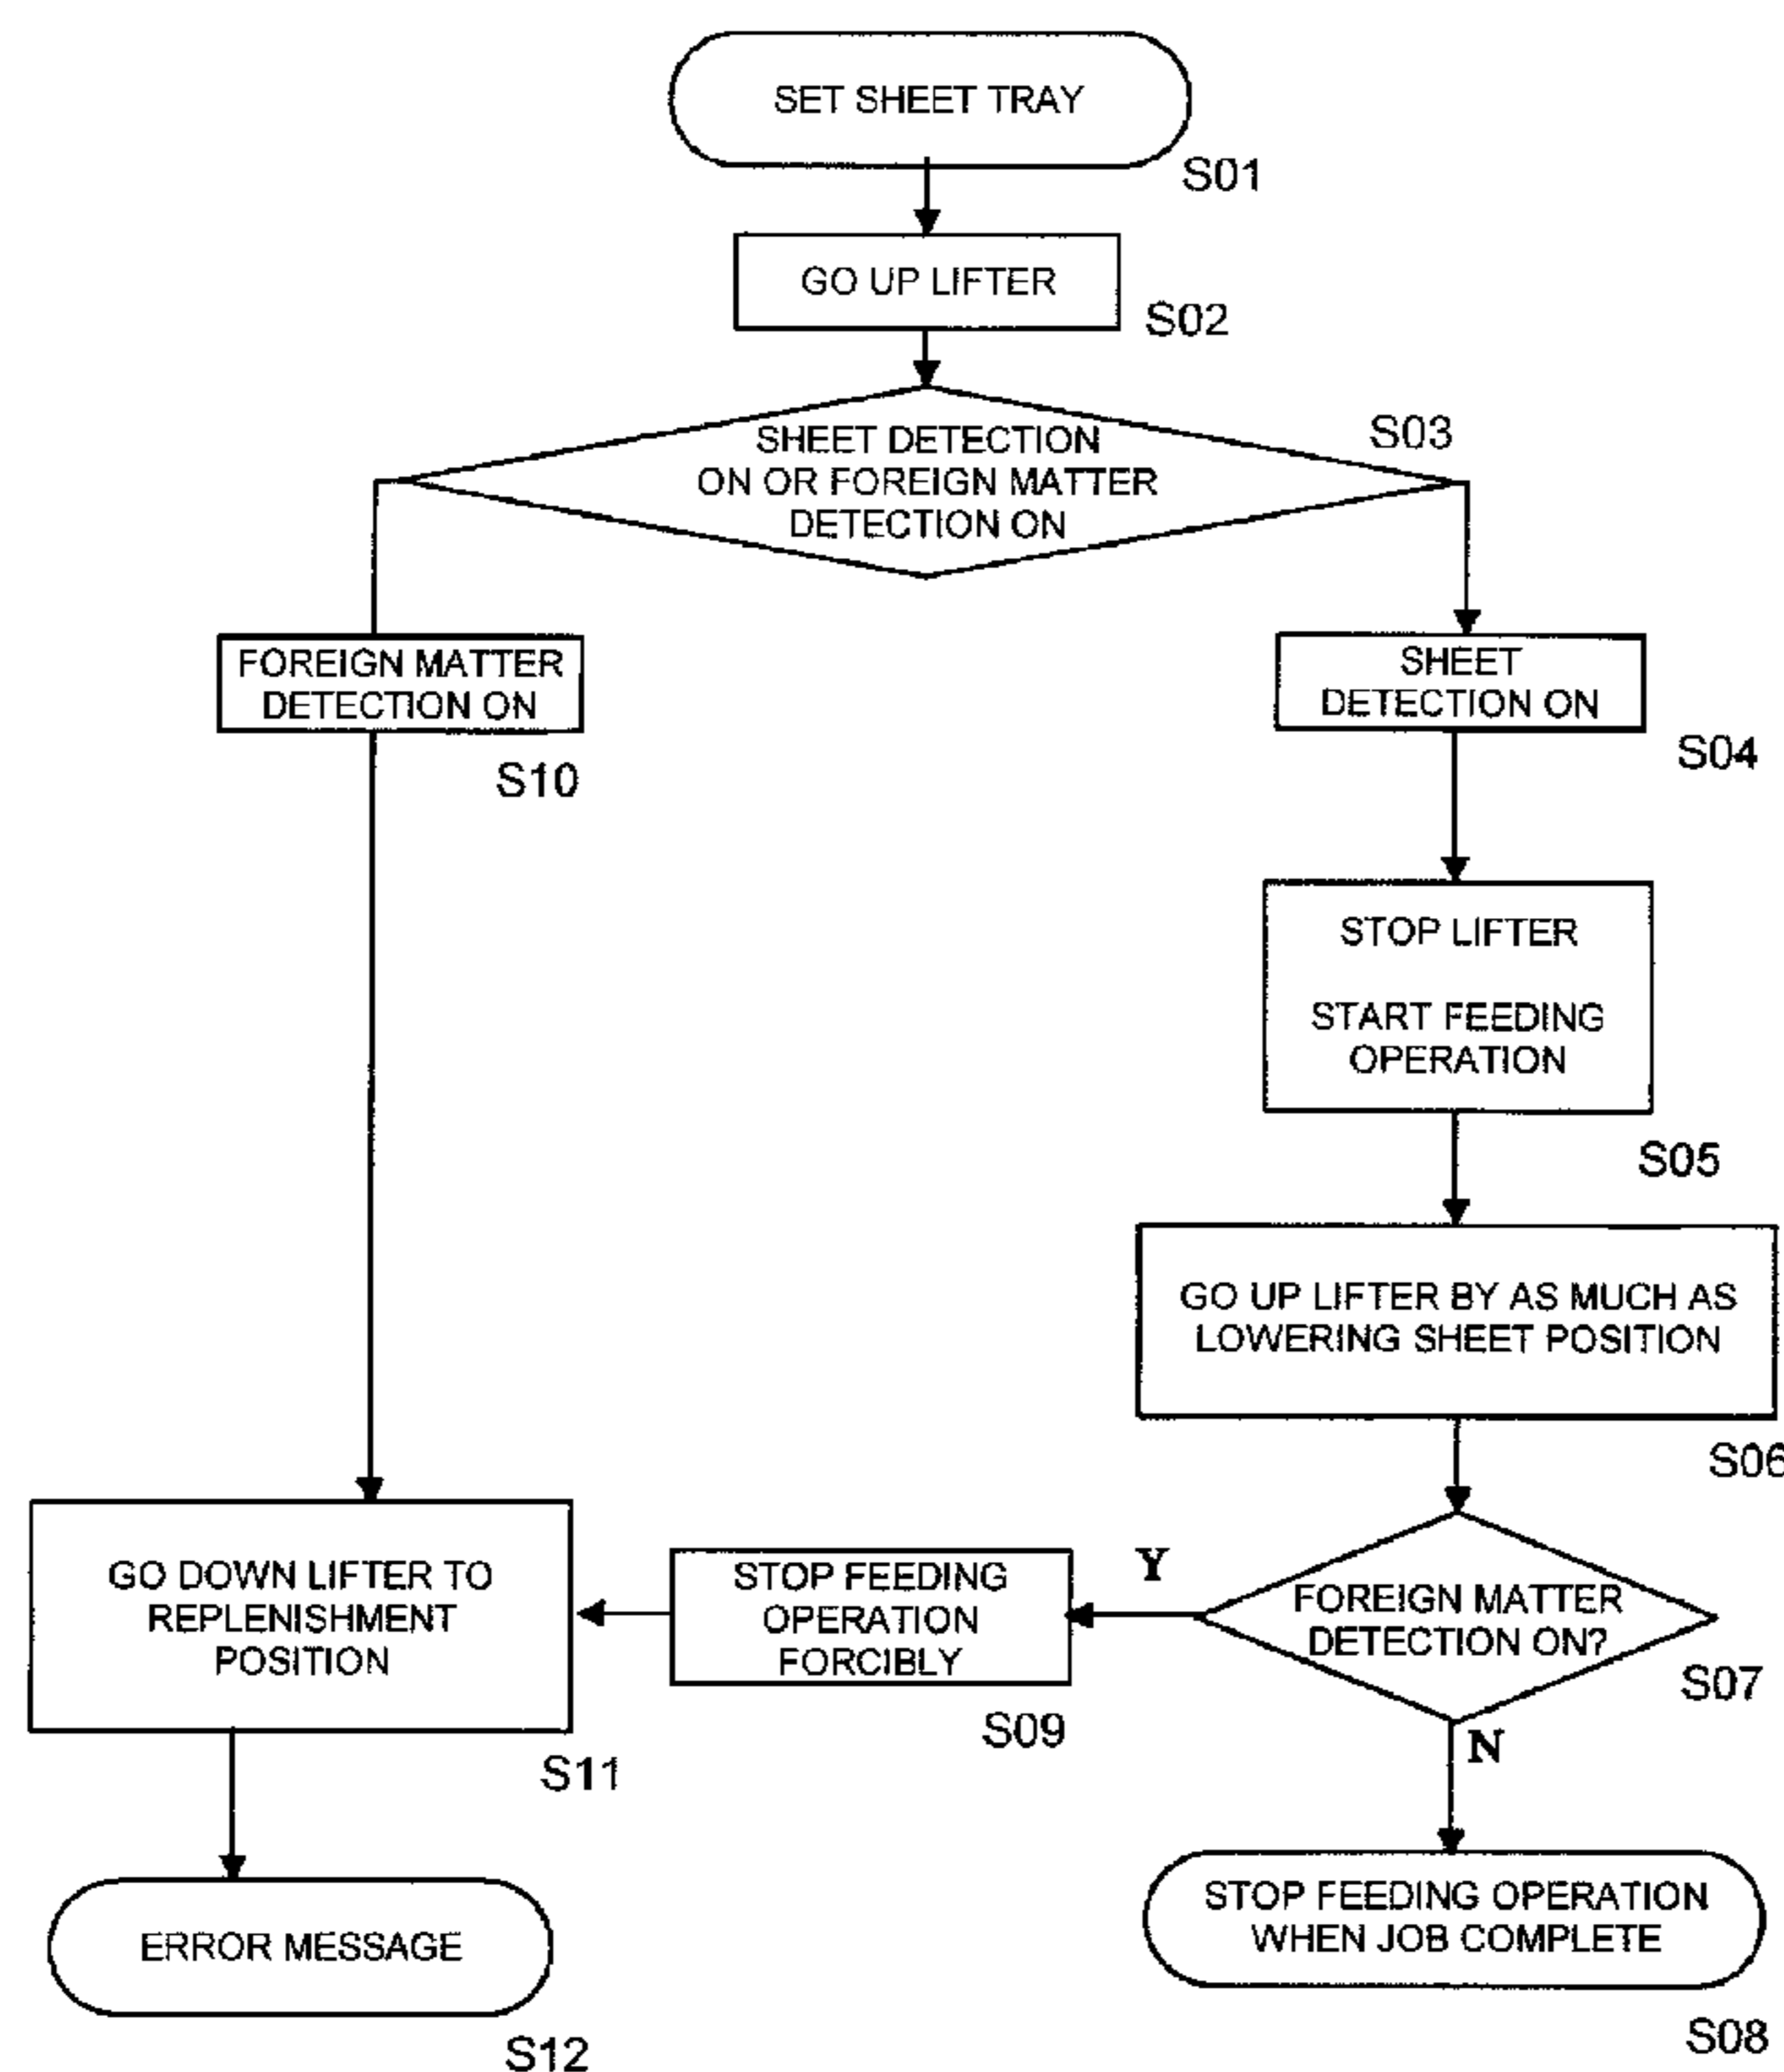 SET SHEET TRAY
S01
GO UP LIFTER
S02
SHEET DETECTION
ON OR FOREIGN MATTER
DETECTION ON
S03
FOREIGN MATTER
DETECTION ON
S10
SHEET
DETECTION ON
S04
STOP LIFTER
START FEEDING
OPERATION
S05
GO UP LIFTER BY AS MUCH AS
LOWERING SHEET POSITION
S06
FOREIGN MATTER
DETECTION ON?
S07
Y
N
STOP FEEDING
OPERATION
FORCIBLY
S09
GO DOWN LIFTER TO
REPLENISHMENT
POSITION
S11
STOP FEEDING OPERATION
WHEN JOB COMPLETE
S08
ERROR MESSAGE
S12